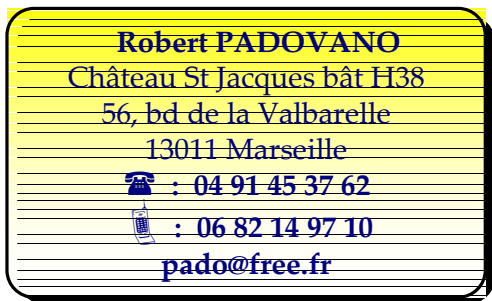 Robert PADOVANO
Château St Jacques bât H38
56, bd de la Valbarelle
13011 Marseille
☎ : 04 91 45 37 62
: 06 82 14 97 10
pado@free.fr